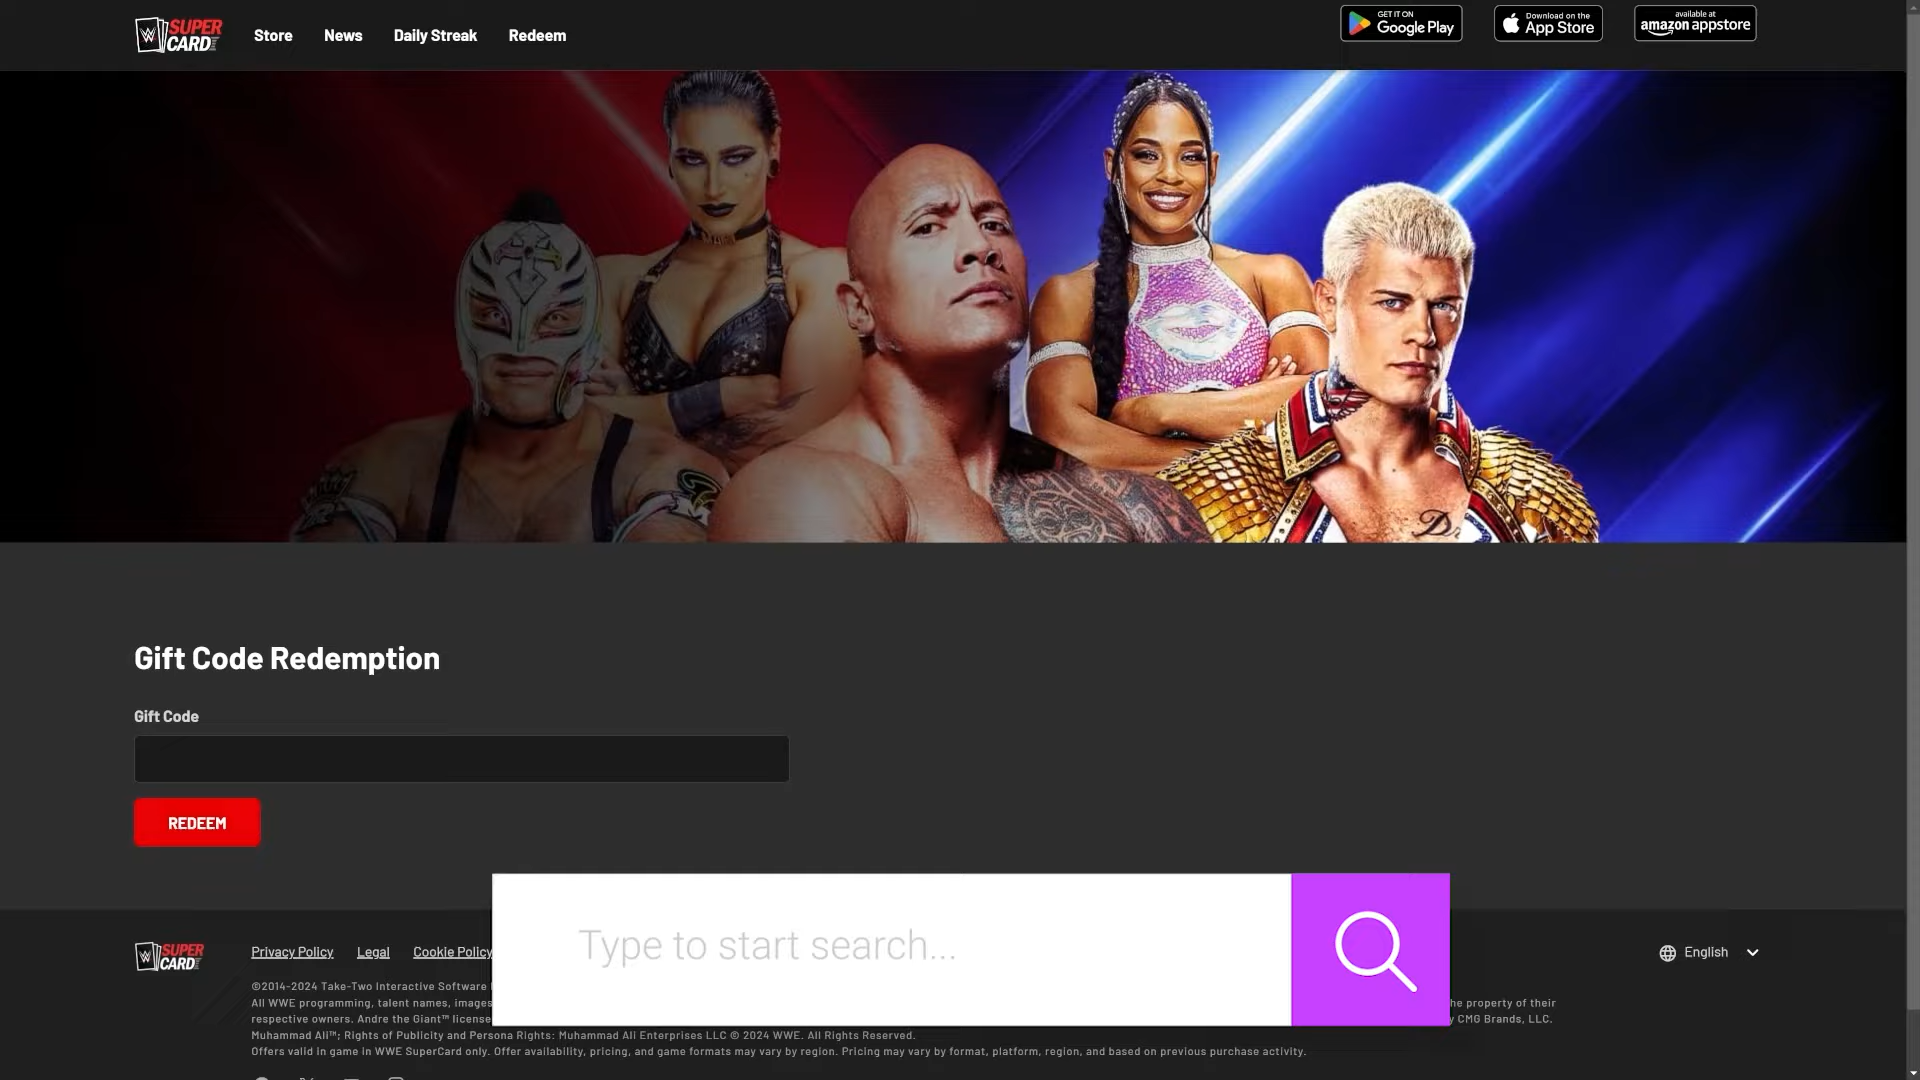 SUPER
CARD
Store
News
Daily Streak
Redeem
GET IT ON
Google Play
Download on the
App Store
available at
amazon appstore
Gift Code Redemption
Gift Code
REDEEM
Type to start search...
SUPER
CARD
Privacy Policy
Legal
Cookie Policy
English
©2014-2024 Take-Two Interactive Software
All WWE programming, talent names, images
he property of their
respective owners. Andre the Giant™ license
CMG Brands, LLC.
Muhammad Ali™; Rights of Publicity and Persona Rights: Muhammad Ali Enterprises LLC © 2024 WWE. All Rights Reserved.
Offers valid in game in WWE SuperCard only. Offer availability, pricing, and game formats may vary by region. Pricing may vary by format, platform, region, and based on previous purchase activity.